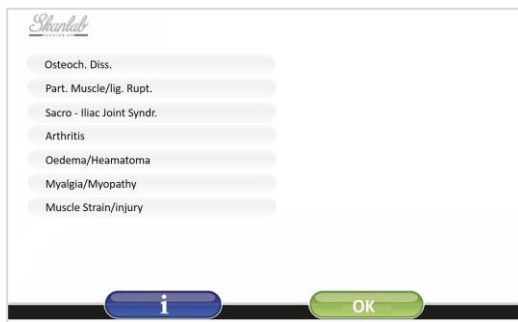 Skanlab
Osteoch. Diss.
Part. Muscle/lig. Rupt.
Sacro - Iliac Joint Syndr.
Arthritis
Oedema/Heamatoma
Myalgia/Myopathy
Muscle Strain/injury
i
OK